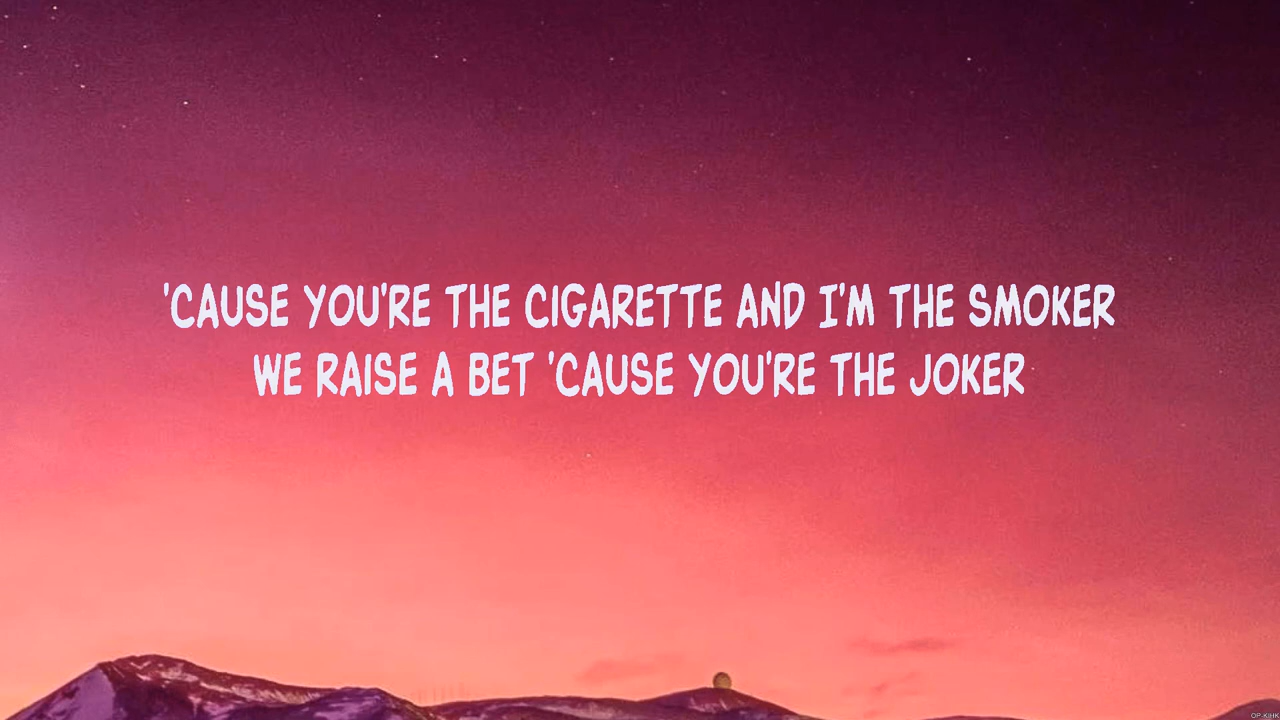 'CAUSE YOU'RE THE CIGARETTE AND I'M THE SMOKER
WE RAISE A BET 'CAUSE YOU'RE THE JOKER